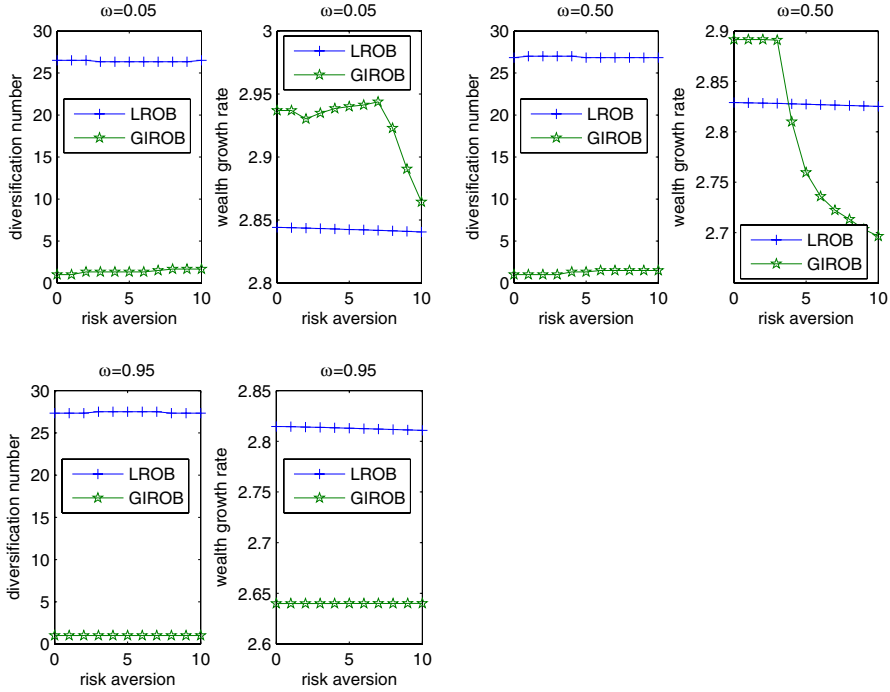 ω=0.05
30
25
20
15
10
5
0
diversification number
LROB
GIROB
0
5
10
risk aversion
ω=0.05
3
2.95
2.9
2.85
2.8
wealth growth rate
LROB
GIROB
0
5
10
risk aversion
ω=0.50
30
25
20
15
10
5
0
diversification number
LROB
GIROB
0
5
10
risk aversion
ω=0.50
2.9
2.8
2.75
2.7
wealth growth rate
LROB
GIROB
0
5
10
risk aversion
ω=0.95
30
25
20
15
10
5
0
diversification number
LROB
GIROB
0
5
10
risk aversion
ω=0.95
2.85
2.8
2.75
2.7
2.65
2.6
wealth growth rate
LROB
GIROB
0
5
10
risk aversion